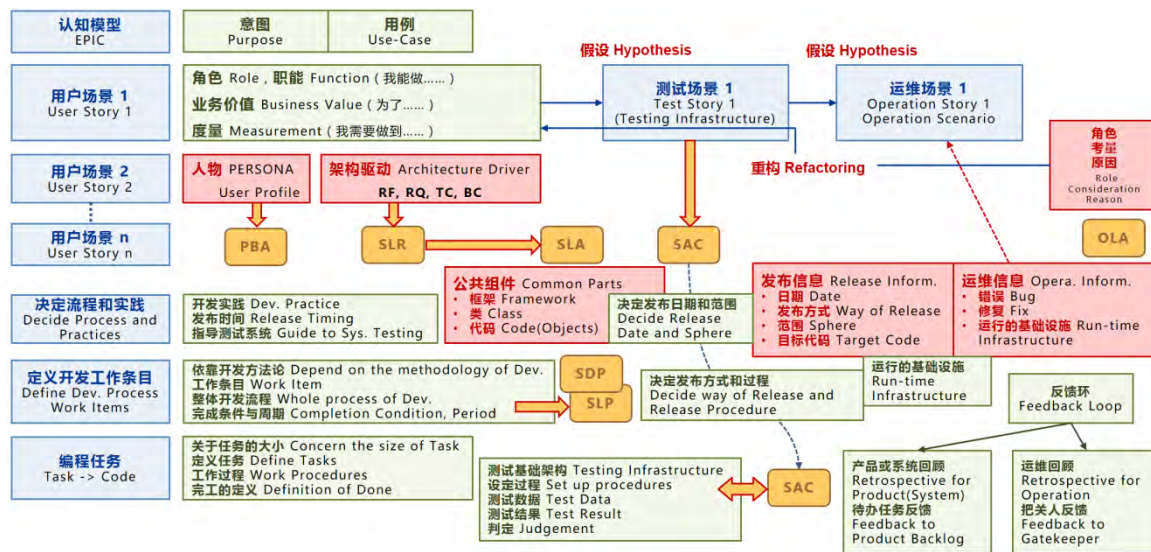 认知模型
EPIC
意图
Purpose
用例
Use-Case
假设 Hypothesis
假设 Hypothesis
用户场景 1
User Story 1
角色 Role , 职能 Function ( 我能做...... )
业务价值 Business Value ( 为了...... )
度量 Measurement ( 我需要做到...... )
测试场景 1
Test Story 1
(Testing Infrastructure)
运维场景 1
Operation Story 1
Operation Scenario
重构 Refactoring
角色
考量
原因
Role
Consideration
Reason
用户场景 2
User Story 2
人物 PERSONA
User Profile
架构驱动 Architecture Driver
RF, RQ, TC, BC
用户场景 n
User Story n
PBA
SLR
SLA
SAC
OLA
公共组件 Common Parts
• 框架 Framework
• 类 Class
• 代码 Code(Objects)
发布信息 Release Inform.
• 日期 Date
• 发布方式 Way of Release
• 范围 Sphere
• 目标代码 Target Code
运维信息 Opera. Inform.
• 错误 Bug
• 修复 Fix
• 运行的基础设施 Run-time
Infrastructure
决定流程和实践
Decide Process and
Practices
开发实践 Dev. Practice
发布时间 Release Timing
指导测试系统 Guide to Sys. Testing
决定发布日期和范围
Decide Release
Date and Sphere
定义开发工作条目
Define Dev. Process
Work Items
依靠开发方法论 Depend on the methodology of Dev.
工作条目 Work Item
整体开发流程 Whole process of Dev.
完成条件与周期 Completion Condition, Period
SDP
SLP
决定发布方式和过程
Decide way of Release and
Release Procedure
运行的基础设施
Run-time
Infrastructure
反馈环
Feedback Loop
编程任务
Task -> Code
关于任务的大小 Concern the size of Task
定义任务 Define Tasks
工作过程 Work Procedures
完工的定义 Definition of Done
测试基础架构 Testing Infrastructure
设定过程 Set up procedures
测试数据 Test Data
测试结果 Test Result
判定 Judgement
SAC
产品或系统回顾
Retrospective for
Product(System)
待办任务反馈
Feedback to
Product Backlog
运维回顾
Retrospective for
Operation
把关人反馈
Feedback to
Gatekeeper